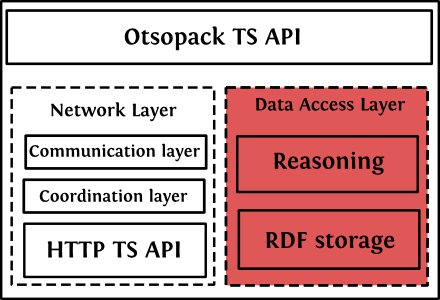 Otsopack TS API
Network Layer
Communication layer
Coordination layer
HTTP TS API
Data Access Layer
Reasoning
RDF storage